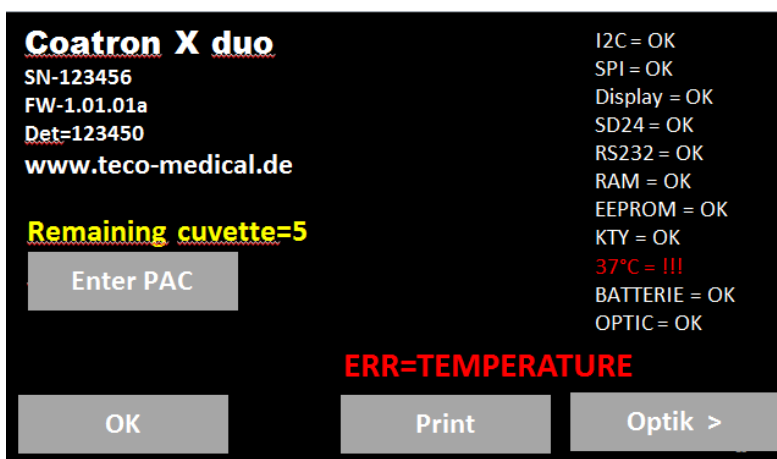 Coatron X duo
SN-123456
FW-1.01.01a
Det=123450
www.teco-medical.de
Remaining cuvette=5
Enter PAC
I2C = OK
SPI = OK
Display = OK
SD24 = OK
RS232 = OK
RAM = OK
EEPROM = OK
KTY = OK
37°C = !!!
BATTERIE = OK
OPTIC = OK
ERR=TEMPERATURE
OK
Print
Optik >